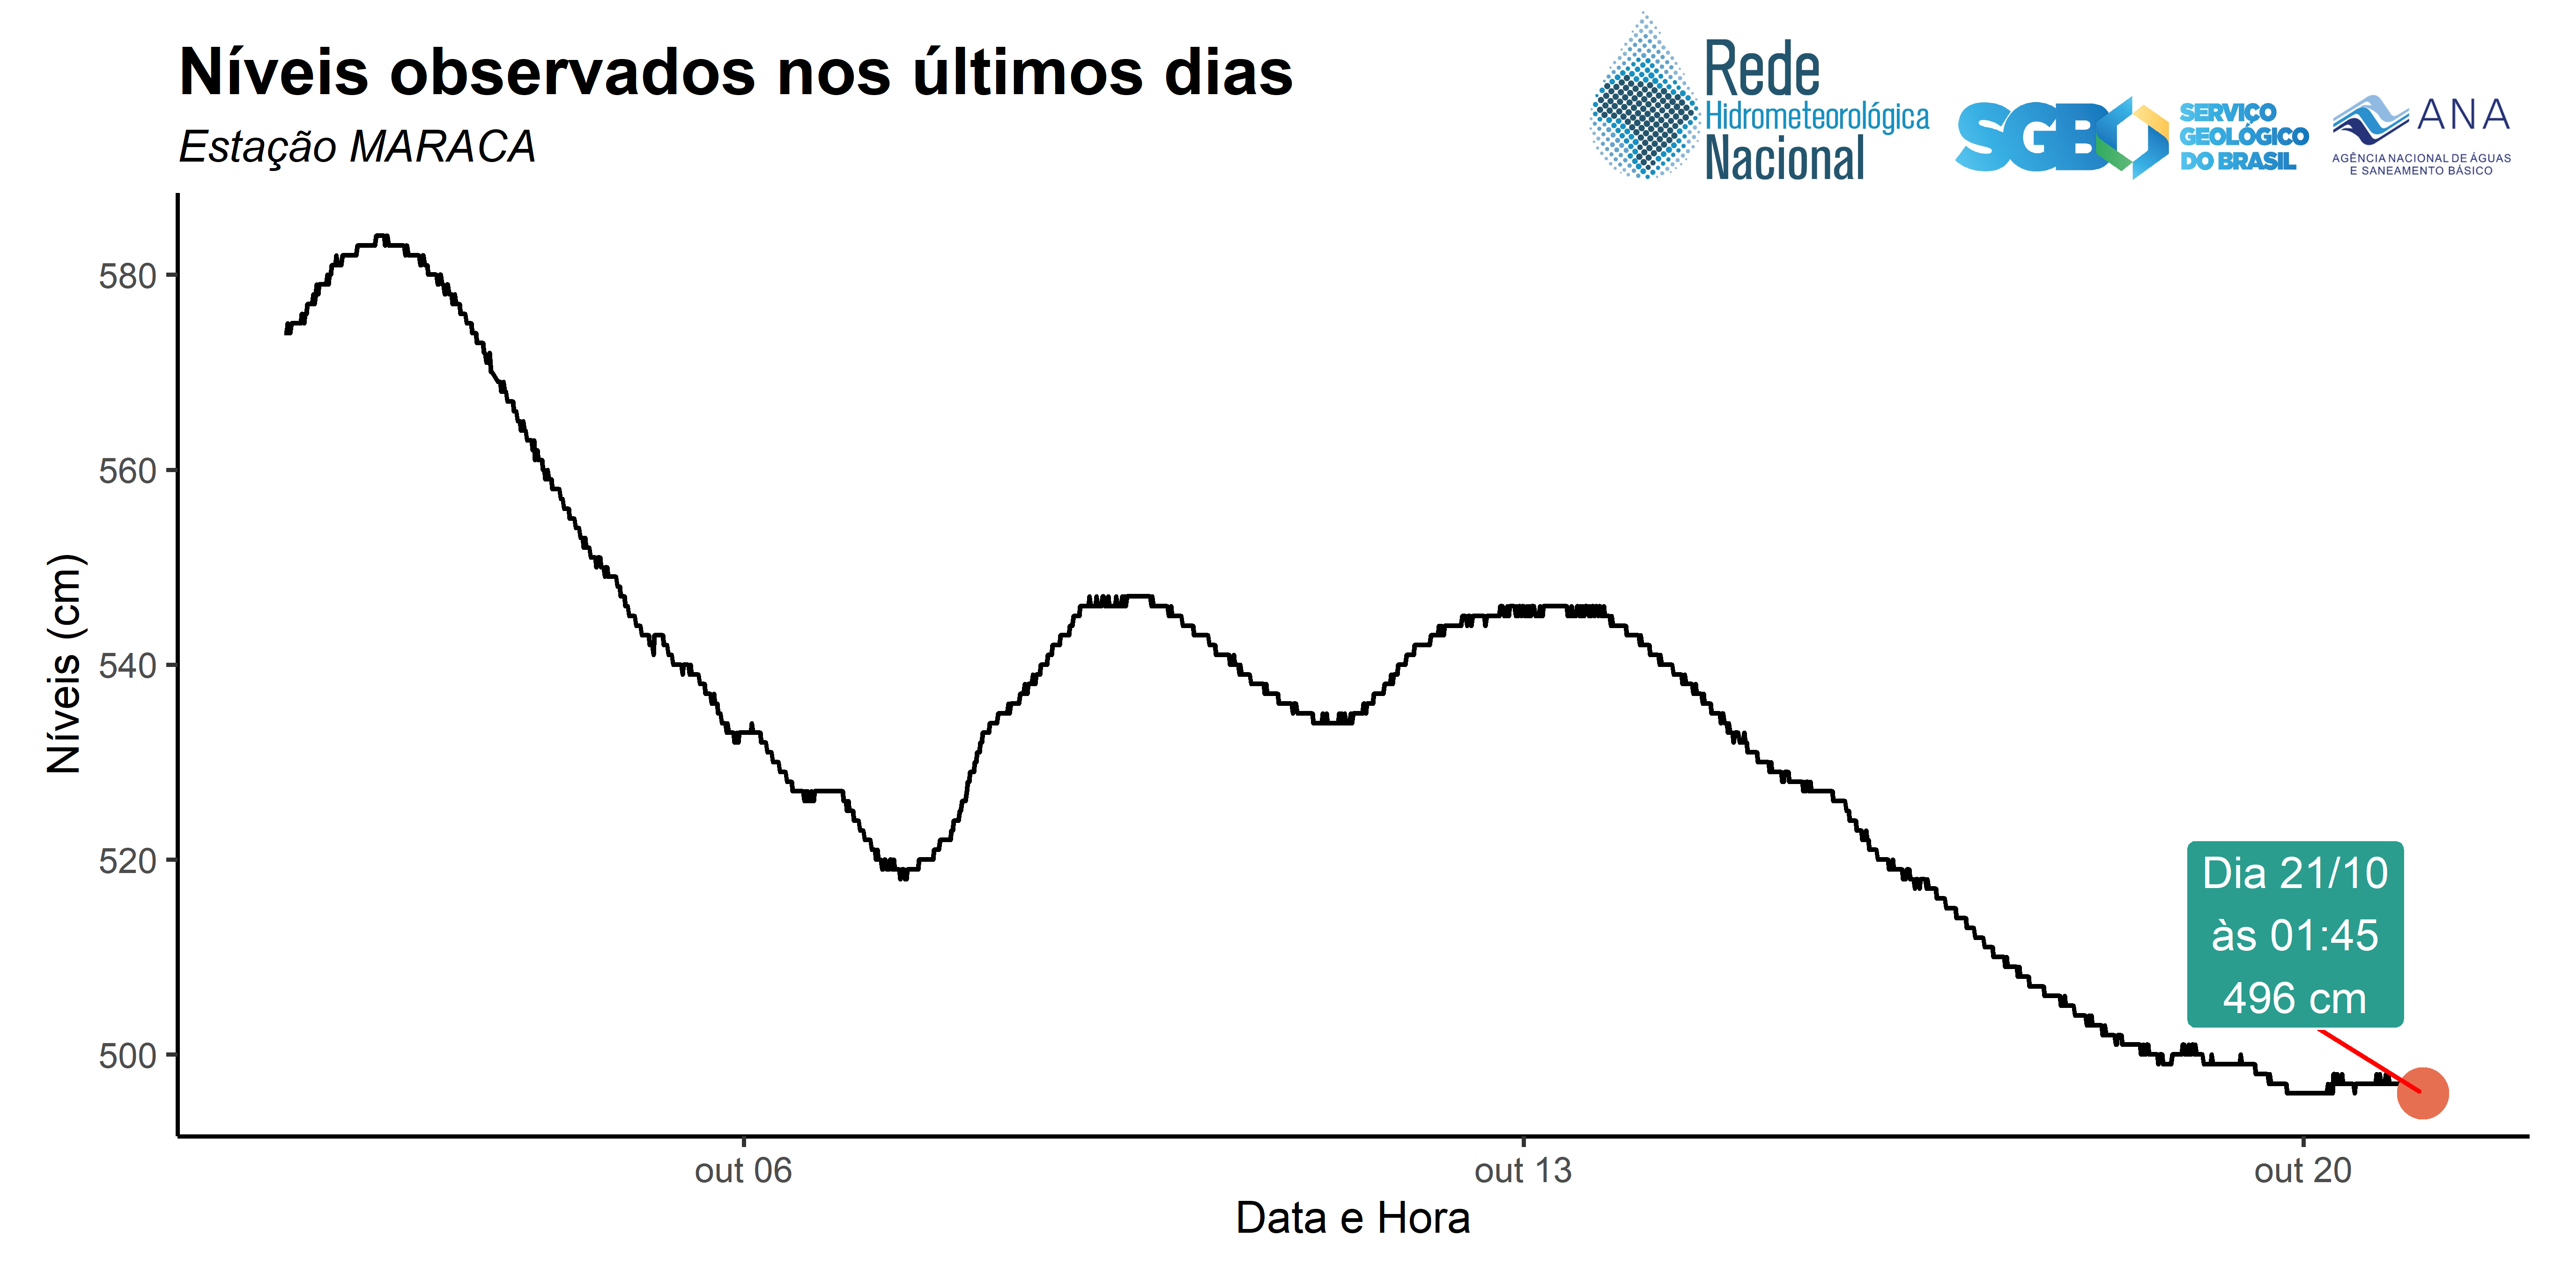 Níveis observados nos últimos dias
Estação MARACA
Rede
Hidrometeorológica
Nacional
SGB
SERVIÇO
GEOLÓGICO
DO BRASIL
ANA
AGÊNCIA NACIONAL DE ÁGUAS
E SANEAMENTO BÁSICO
Níveis (cm)
580
560
540
520
500
Dia 21/10
às 01:45
496 cm
out 06
out 13
out 20
Data e Hora